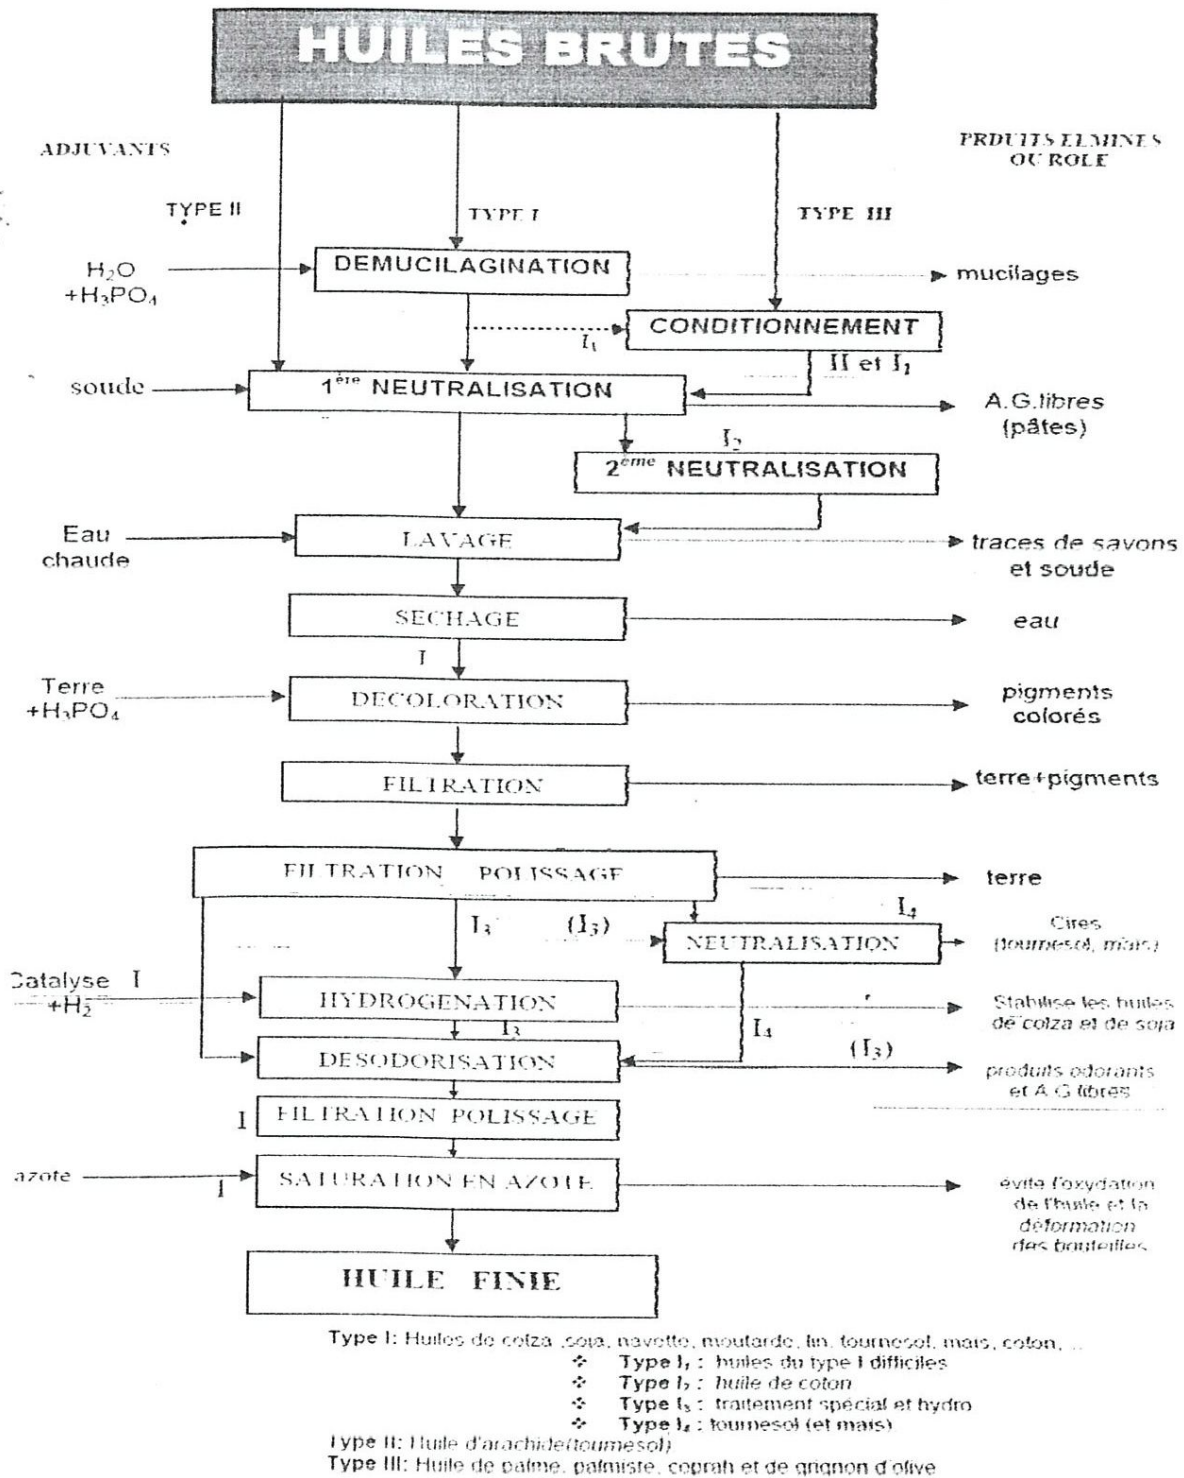 HUILES BRUTES
ADJUVANTS
PRDUITS ELMINES
OU ROLE
TYPE II
TYPE I
TYPE III
H₂O
+H₃PO₄
DEMUCILAGINATION
mucilages
I₁
CONDITIONNEMENT
II et I₁
soude
1ère NEUTRALISATION
A.G.libres
(pâtes)
I₂
2ème NEUTRALISATION
Eau
chaude
LAVAGE
traces de savons
et soude
SECHAGE
eau
I
Terre
+H₃PO₄
DECOLORATION
pigments
colorés
FILTRATION
terre+pigments
FILTRATION POLISSAGE
terre
I₃
(I₃)
I₄
NEUTRALISATION
Cires
(tournesol, maïs)
Catalyse I
+H₂
HYDROGENATION
Stabilise les huiles
de colza et de soja
I₃
I₄
(I₃)
DESODORISATION
produits odorants
et A.G libres
I
FILTRATION POLISSAGE
azote
I
SATURATION EN AZOTE
évite l'oxydation
de l'huile et la
déformation
des bouteilles
HUILE FINIE
Type I: Huiles de colza ,soja, navette, moutarde, lin, tournesol, mais, coton, ...
❖ Type I₁ : huiles du type I difficiles
❖ Type I₂ : huile de coton
❖ Type I₃ : traitement spécial et hydro
❖ Type I₄ : tournesol (et mais)
Type II: Huile d'arachide(tournesol)
Type III: Huile de palme, palmiste, coprah et de grignon d'olive